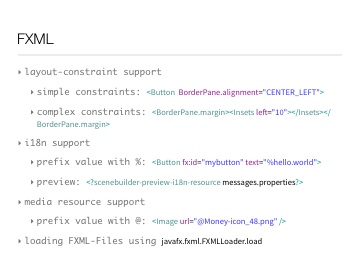 FXML
layout-constraint support
simple constraints: <Button BorderPane.alignment="CENTER_LEFT">
complex constraints: <BorderPane.margin><Insets left="10"></Insets></
BorderPane.margin>
i18n support
prefix value with %: <Button fx:id="mybutton" text="%hello.world">
preview: <?scenebuilder-preview-i18n-resource messages.properties?>
media resource support
prefix value with @: <Image url="@Money-icon_48.png" />
loading FXML-Files using javafx.fxml.FXMLLoader.load